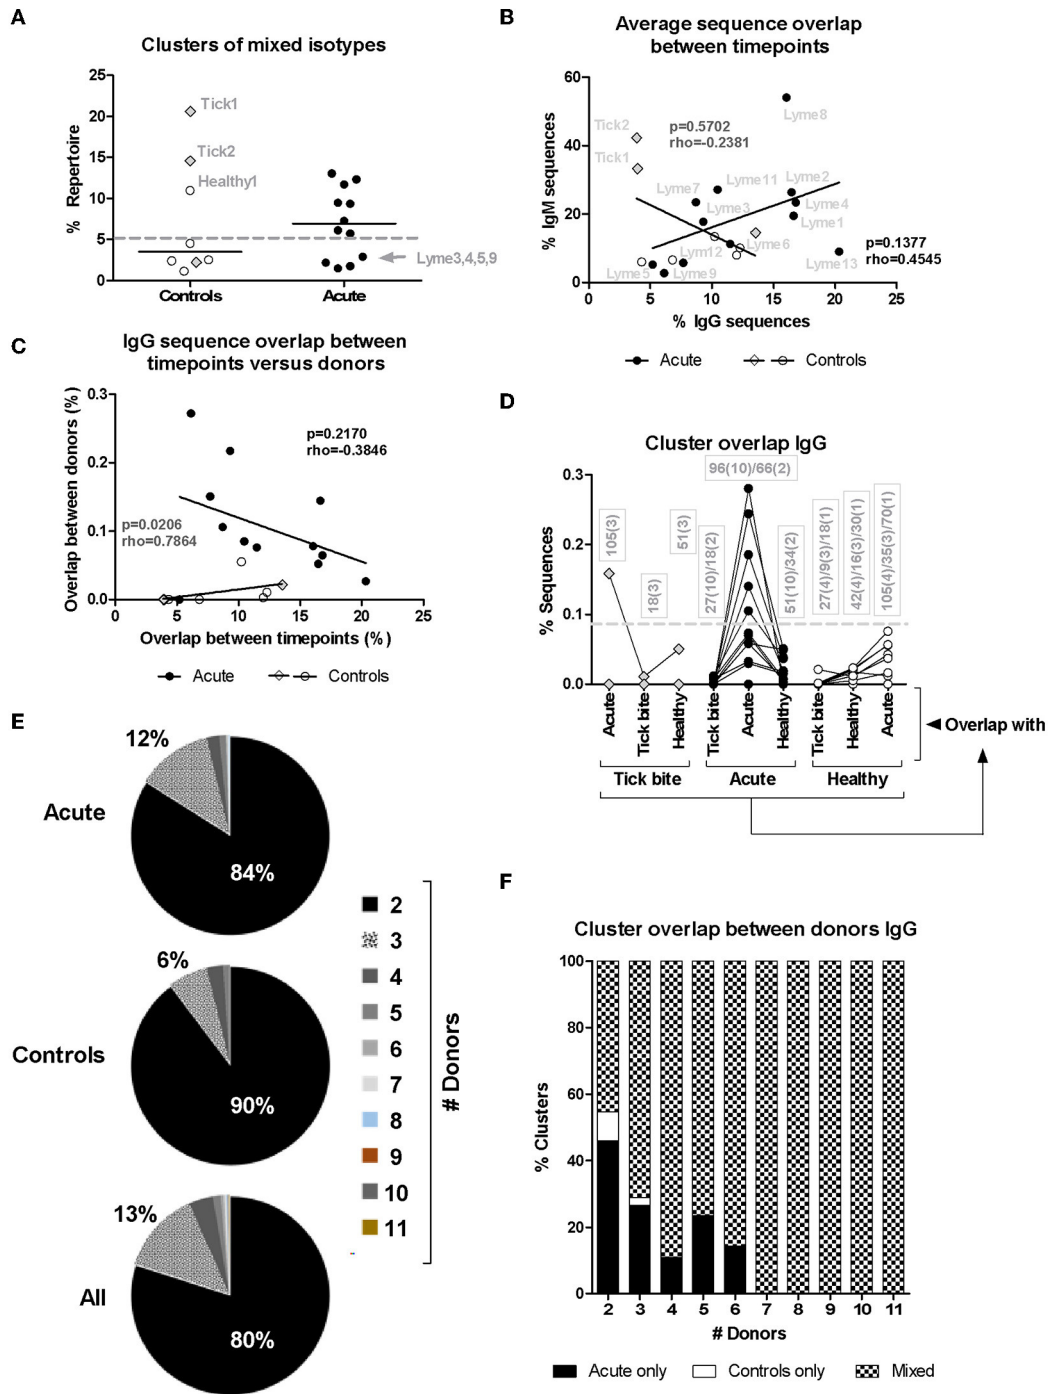 A
Clusters of mixed isotypes
% Repertoire
25
20
15
10
5
0
Tick1
Tick2
Healthy1
Lyme3,4,5,9
Controls
Acute
B
Average sequence overlap
between timepoints
% IgM sequences
60
40
20
0
Tick2
Tick1
p=0.5702
rho=-0.2381
Lyme8
Lyme7
Lyme11
Lyme2
Lyme3
Lyme4
Lyme1
Lym12
Lyme6
Lyme5
Lyme9
Lyme13
p=0.1377
rho=0.4545
0
5
10
15
20
25
% IgG sequences
Acute
Controls
C
IgG sequence overlap between
timepoints versus donors
Overlap between donors (%)
0.3
0.2
0.1
0.0
p=0.2170
rho=-0.3846
p=0.0206
rho=0.7864
0
5
10
15
20
25
Overlap between timepoints (%)
Acute
Controls
D
Cluster overlap IgG
% Sequences
0.3
0.2
0.1
0.0
105(3)
18(3)
51(3)
27(10)/18(2)
96(10)/66(2)
51(10)/34(2)
27(4)/9(3)/18(1)
42(4)/16(3)/30(1)
105(4)/35(3)/70(1)
Acute
Tick bite
Healthy
Tick bite
Acute
Healthy
Tick bite
Healthy
Acute
Overlap with
Tick bite
Acute
Healthy
E
12%
Acute
84%
6%
Controls
90%
13%
All
80%
2
3
4
5
6
7
8
9
10
11
# Donors
F
Cluster overlap between donors IgG
% Clusters
100
80
60
40
20
0
2
3
4
5
6
7
8
9
10
11
# Donors
Acute only
Controls only
Mixed